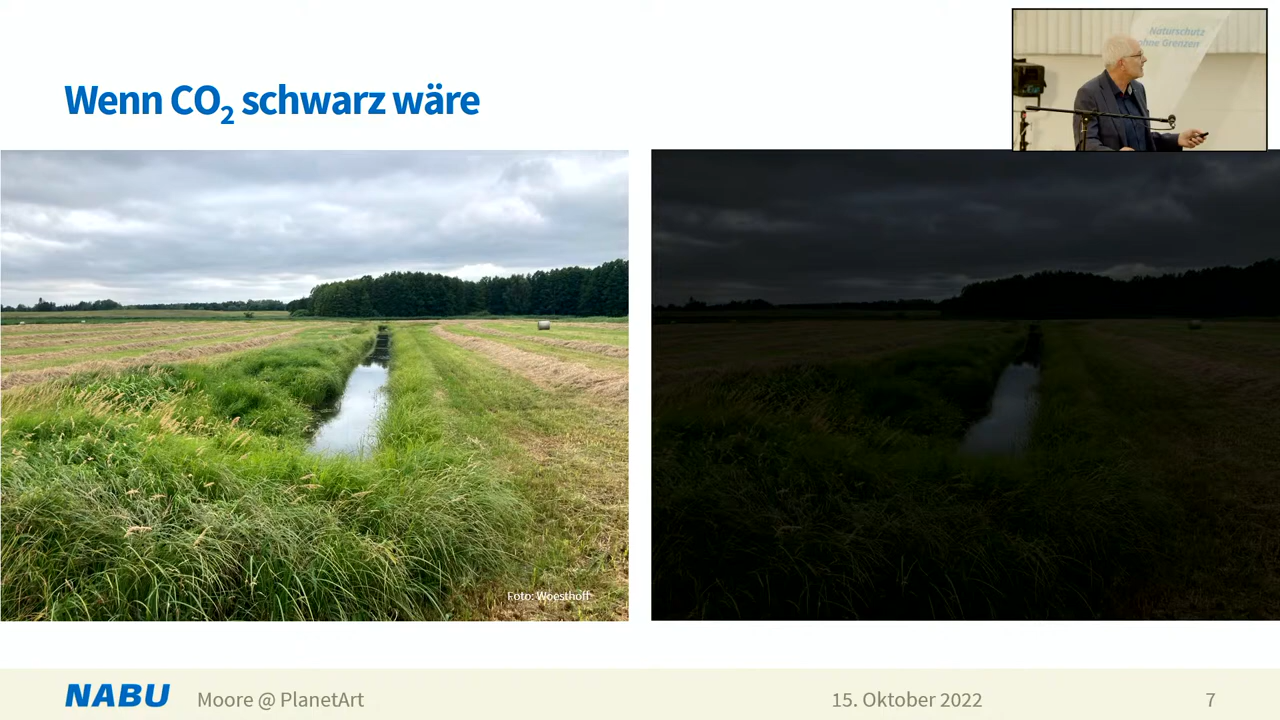 Naturschutz
ohne Grenzen
Wenn CO₂ schwarz wäre
Foto: Woesthoff
NABU Moore @ PlanetArt 15. Oktober 2022 7